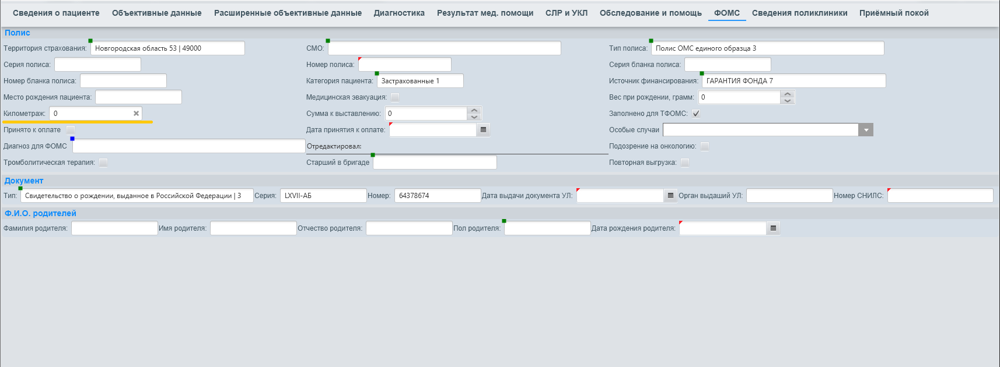 Сведения о пациенте Объективные данные Расширенные объективные данные Диагностика Результат мед. помощи СЛР и УКЛ Обследование и помощь ФОМС Сведения поликлиники Приёмный покой
Полис
Территория страхования: Новгородская область 53 | 49000 СМО: Тип полиса: Полис ОМС единого образца 3
Серия полиса: Номер полиса: Серия бланка полиса:
Номер бланка полиса: Категория пациента: Застрахованные 1 Источник финансирования: ГАРАНТИЯ ФОНДА 7
Место рождения пациента: Медицинская эвакуация: Вес при рождении, грамм: 0
Километраж: 0 Сумма к выставлению: 0 Заполнено для ТФОМС:
Принято к оплате Дата принятия к оплате: Особые случаи
Диагноз для ФОМС Отредактировал: Подозрение на онкологию:
Тромболитическая терапия: Старший в бригаде Повторная выгрузка:
Документ
Тип: Свидетельство о рождении, выданное в Российской Федерации | 3 Серия: LXVII-АБ Номер: 64378674 Дата выдачи документа УЛ: Орган выдаший УЛ: Номер СНИЛС:
Ф.И.О. родителей
Фамилия родителя: Имя родителя: Отчество родителя: Пол родителя: Дата рождения родителя: